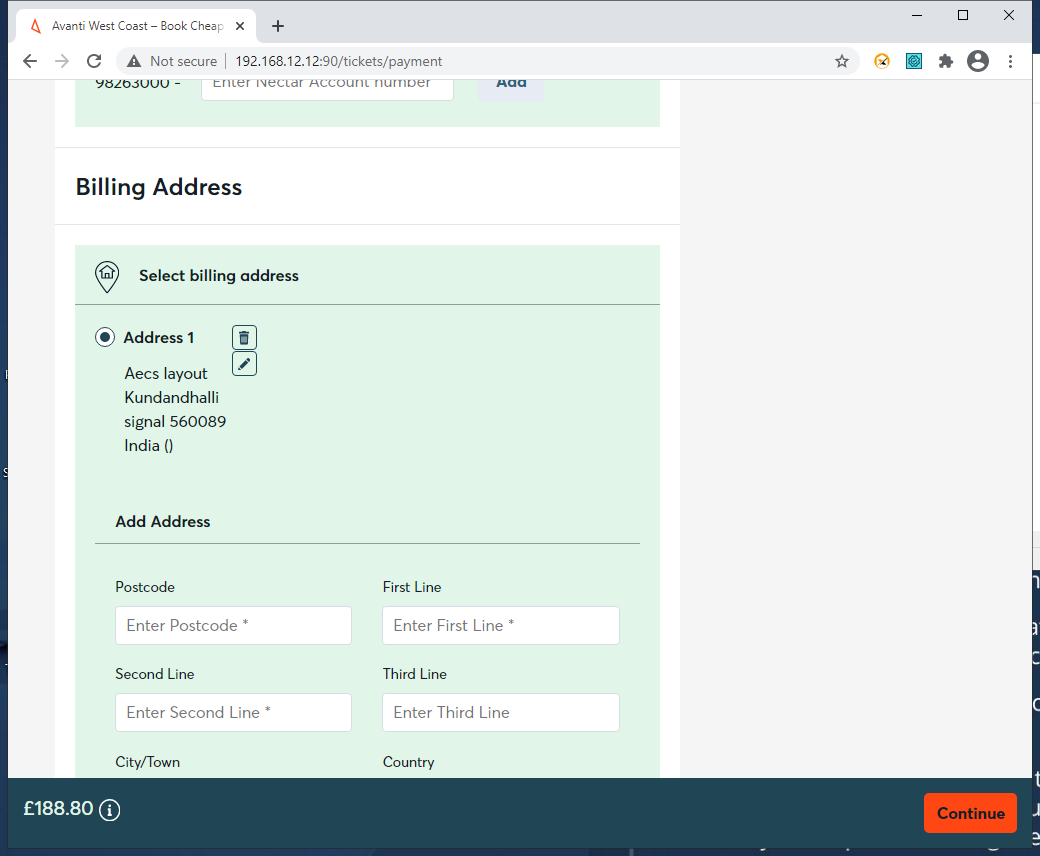 Avanti West Coast – Book Cheap
Not secure
192.168.12.12:90/tickets/payment
98263000 -
Enter Nectar Account number
Add
Billing Address
Select billing address
Address 1
Aecs layout
Kundandhalli
signal 560089
India ()
Add Address
Postcode
First Line
Enter Postcode *
Enter First Line *
Second Line
Third Line
Enter Second Line *
Enter Third Line
City/Town
Country
£188.80
Continue